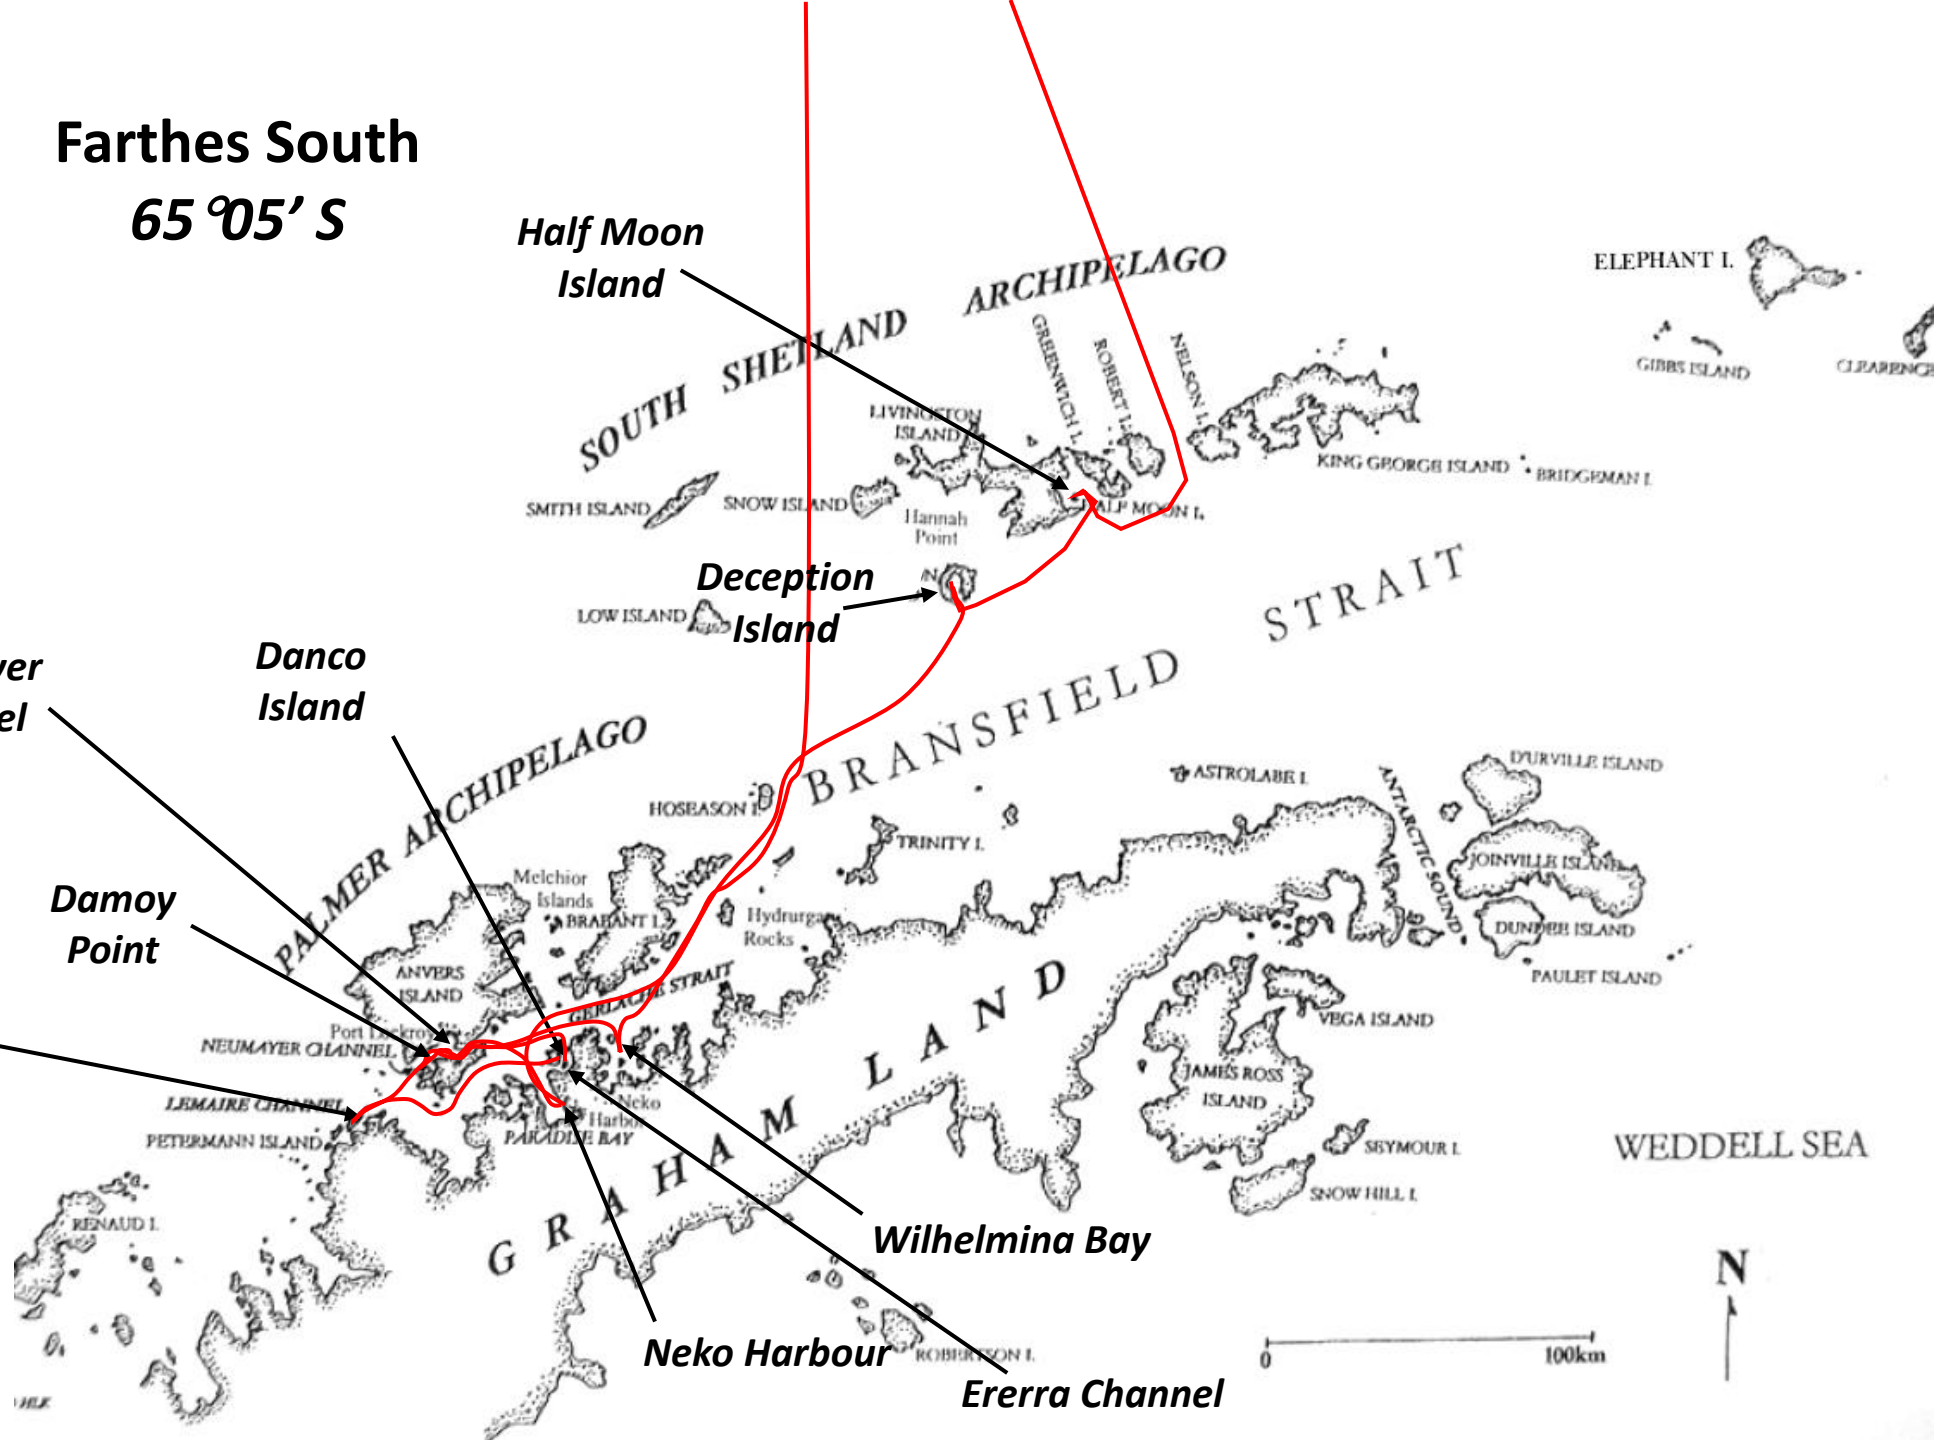 Farthes South
65°05’ S
Half Moon
Island
SOUTH SHETLAND ARCHIPELAGO
ELEPHANT I.
GIBBS ISLAND
CLEARENCE
GREENWICH I.
ROBERT I.
NELSON I.
LIVINGSTON
ISLAND
KING GEORGE ISLAND
BRIDGEMAN I.
SMITH ISLAND
SNOW ISLAND
HALF MOON I.
Hannah
Point
Deception
Island
LOW ISLAND
BRANSFIELD STRAIT
ver
el
Danco
Island
PALMER ARCHIPELAGO
HOSEASON I.
ASTROLABE I.
D'URVILLE ISLAND
ANTARCTIC SOUND
TRINITY I.
JOINVILLE ISLAND
Melchior
Islands
BRABANT I.
Hydrurga
Rocks
DUNDEE ISLAND
PAULET ISLAND
Damoy
Point
ANVERS
ISLAND
GERLACHE STRAIT
Port Lockroy
NEUMAYER CHANNEL
VEGA ISLAND
JAMES ROSS
ISLAND
LEMAIRE CHANNEL
PETERMANN ISLAND
Neko
Harbo
PARADISE BAY
GRAHAM LAND
SEYMOUR I.
SNOW HILL I.
WEDDELL SEA
RENAUD I.
Wilhelmina Bay
N
Neko Harbour
ROBERTSON I.
0 100km
Ererra Channel